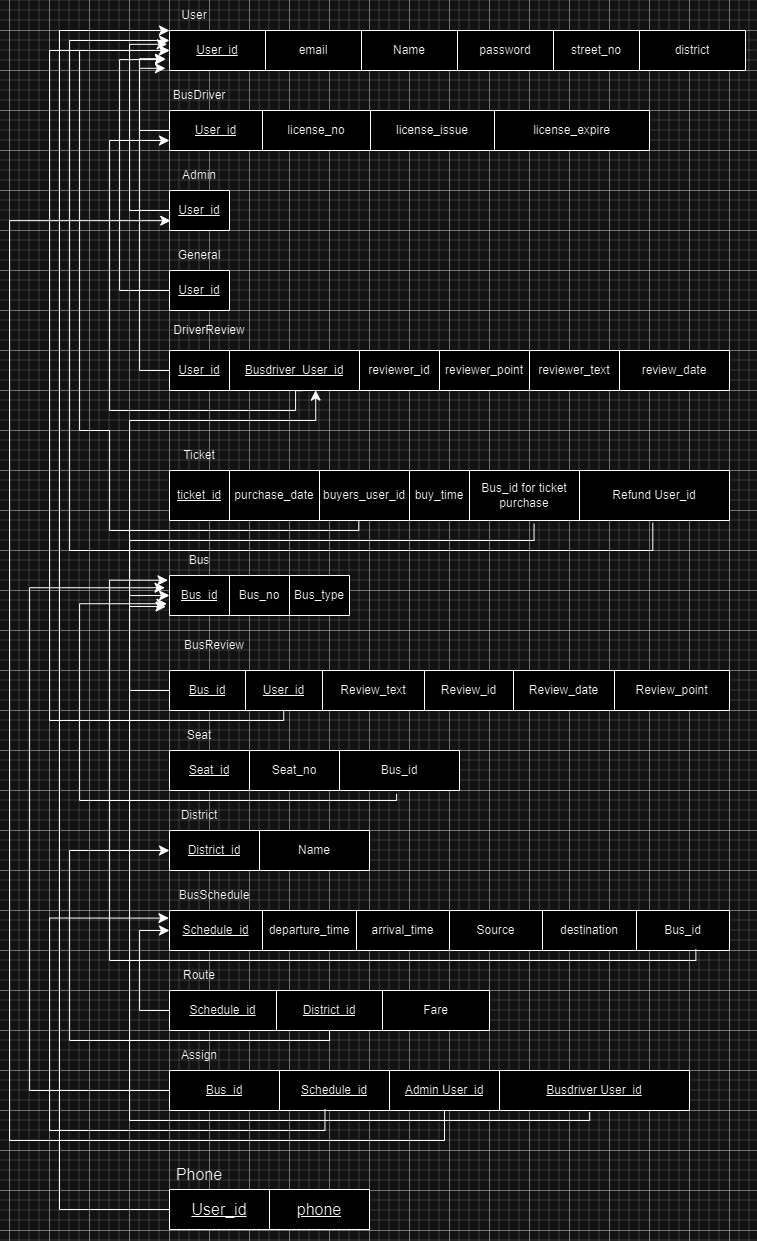 User
User_id email Name password street_no district
BusDriver
User_id license_no license_issue license_expire
Admin
User_id
General
User_id
DriverReview
User_id Busdriver_User_id reviewer_id reviewer_point reviewer_text review_date
Ticket
ticket_id purchase_date buyers_user_id buy_time Bus_id for ticket
purchase Refund User_id
Bus
Bus_id Bus_no Bus_type
BusReview
Bus_id User_id Review_text Review_id Review_date Review_point
Seat
Seat_id Seat_no Bus_id
District
District_id Name
BusSchedule
Schedule_id departure_time arrival_time Source destination Bus_id
Route
Schedule_id District_id Fare
Assign
Bus_id Schedule_id Admin User_id Busdriver User_id
Phone
User_id phone